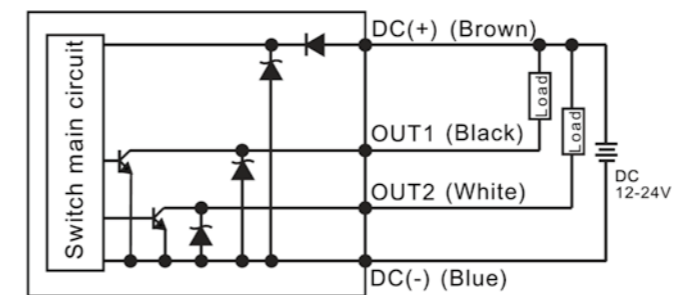 DC(+) (Brown)
Switch main circuit
Load
Load
OUT1 (Black)
DC
12-24V
OUT2 (White)
DC(-) (Blue)